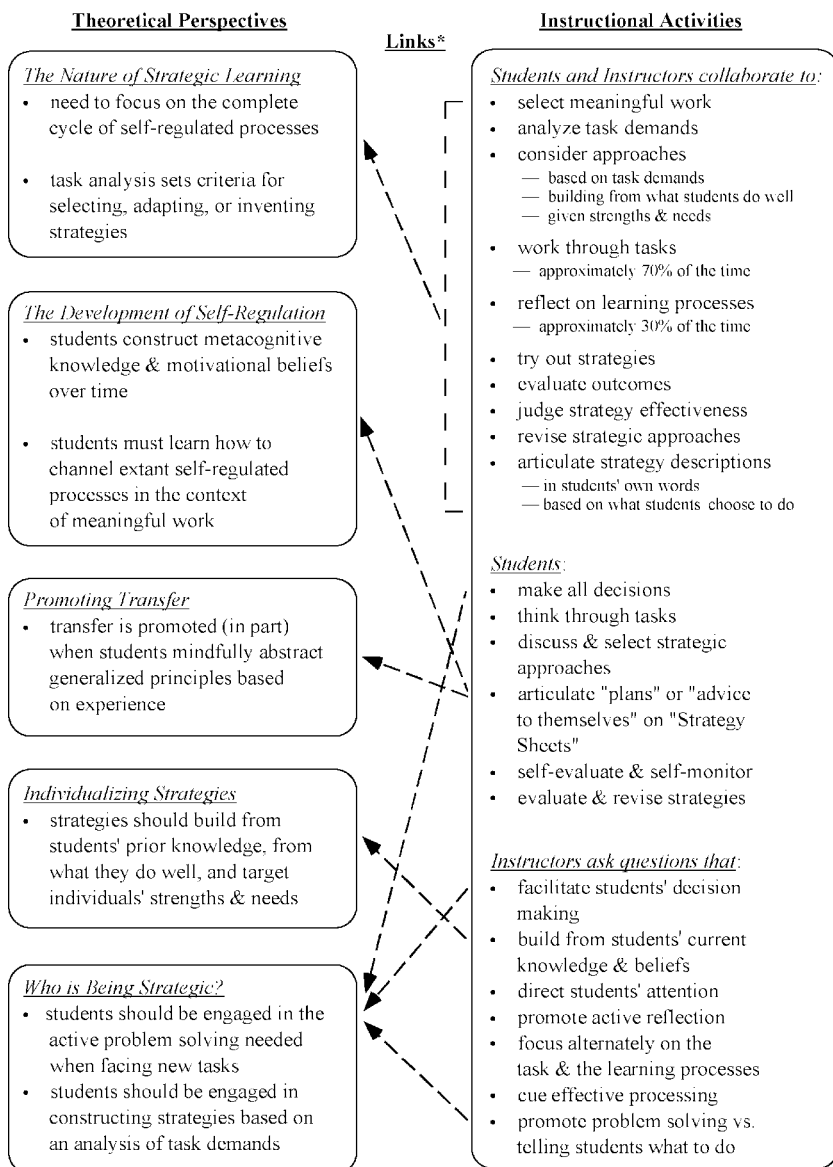 Theoretical Perspectives
Links*
Instructional Activities
The Nature of Strategic Learning
• need to focus on the complete
cycle of self-regulated processes
• task analysis sets criteria for
selecting, adapting, or inventing
strategies
The Development of Self-Regulation
• students construct metacognitive
knowledge & motivational beliefs
over time
• students must learn how to
channel extant self-regulated
processes in the context
of meaningful work
Promoting Transfer
• transfer is promoted (in part)
when students mindfully abstract
generalized principles based
on experience
Individualizing Strategies
• strategies should build from
students' prior knowledge, from
what they do well, and target
individuals' strengths & needs
Who is Being Strategic?
• students should be engaged in the
active problem solving needed
when facing new tasks
• students should be engaged in
constructing strategies based on
an analysis of task demands
Students and Instructors collaborate to:
• select meaningful work
• analyze task demands
• consider approaches
— based on task demands
— building from what students do well
— given strengths & needs
• work through tasks
— approximately 70% of the time
• reflect on learning processes
— approximately 30% of the time
• try out strategies
• evaluate outcomes
• judge strategy effectiveness
• revise strategic approaches
• articulate strategy descriptions
— in students' own words
— based on what students choose to do
Students:
• make all decisions
• think through tasks
• discuss & select strategic
approaches
• articulate "plans" or "advice
to themselves" on "Strategy
Sheets"
• self-evaluate & self-monitor
• evaluate & revise strategies
Instructors ask questions that:
• facilitate students' decision
making
• build from students' current
knowledge & beliefs
• direct students' attention
• promote active reflection
• focus alternately on the
task & the learning processes
• cue effective processing
• promote problem solving vs.
telling students what to do